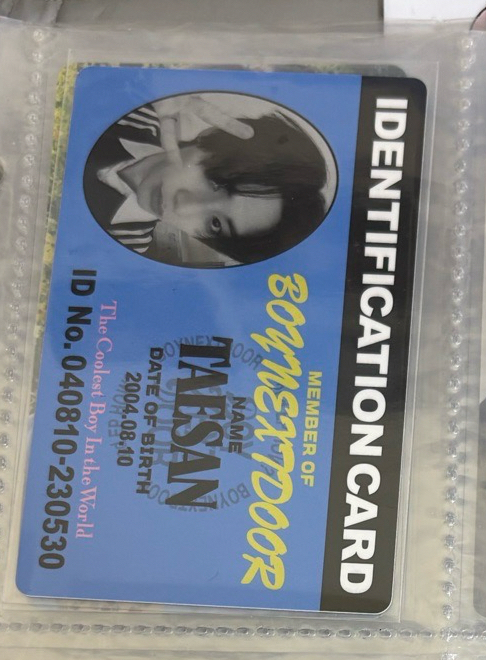 IDENTIFICATION CARD
MEMBER OF
BOYNEXTDOOR
NAME
TAESAN
DATE OF BIRTH
2004.08.10
The Coolest Boy In the World
ID No. 040810-230530